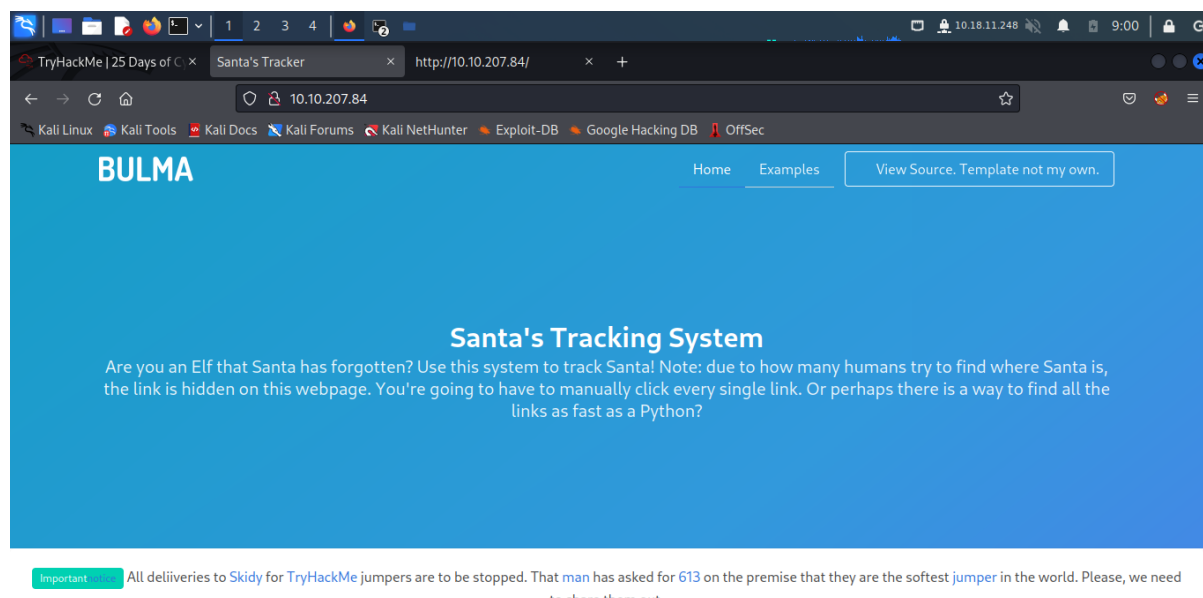 1 2 3 4 2 10.18.11.248 9:00 G
TryHackMe | 25 Days of C Santa's Tracker http://10.10.207.84/
10.10.207.84
Kali Linux Kali Tools Kali Docs Kali Forums Kali NetHunter Exploit-DB Google Hacking DB OffSec
BULMA Home Examples View Source. Template not my own.
Santa's Tracking System
Are you an Elf that Santa has forgotten? Use this system to track Santa! Note: due to how many humans try to find where Santa is,
the link is hidden on this webpage. You're going to have to manually click every single link. Or perhaps there is a way to find all the
links as fast as a Python?
Important notice All deliiveries to Skidy for TryHackMe jumpers are to be stopped. That man has asked for 613 on the premise that they are the softest jumper in the world. Please, we need
to share them out